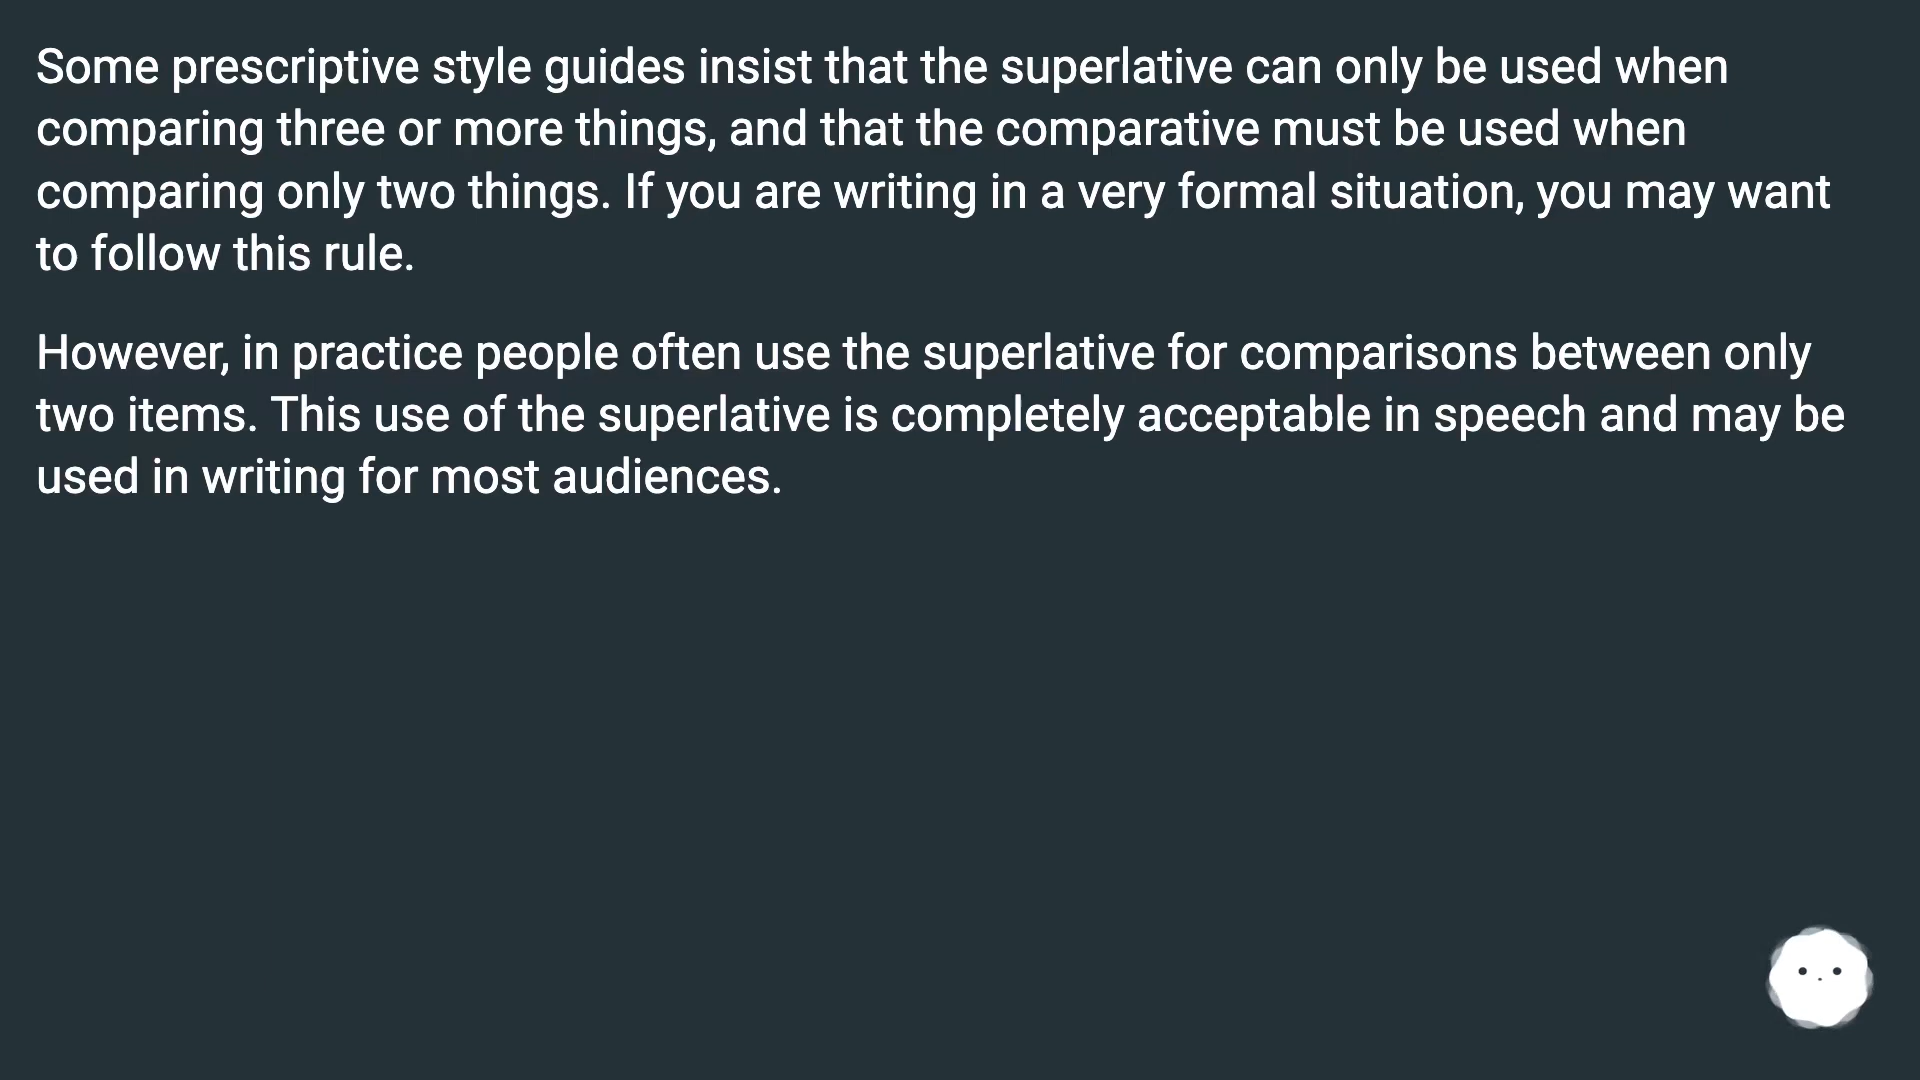 Some prescriptive style guides insist that the superlative can only be used when
comparing three or more things, and that the comparative must be used when
comparing only two things. If you are writing in a very formal situation, you may want
to follow this rule.
However, in practice people often use the superlative for comparisons between only
two items. This use of the superlative is completely acceptable in speech and may be
used in writing for most audiences.